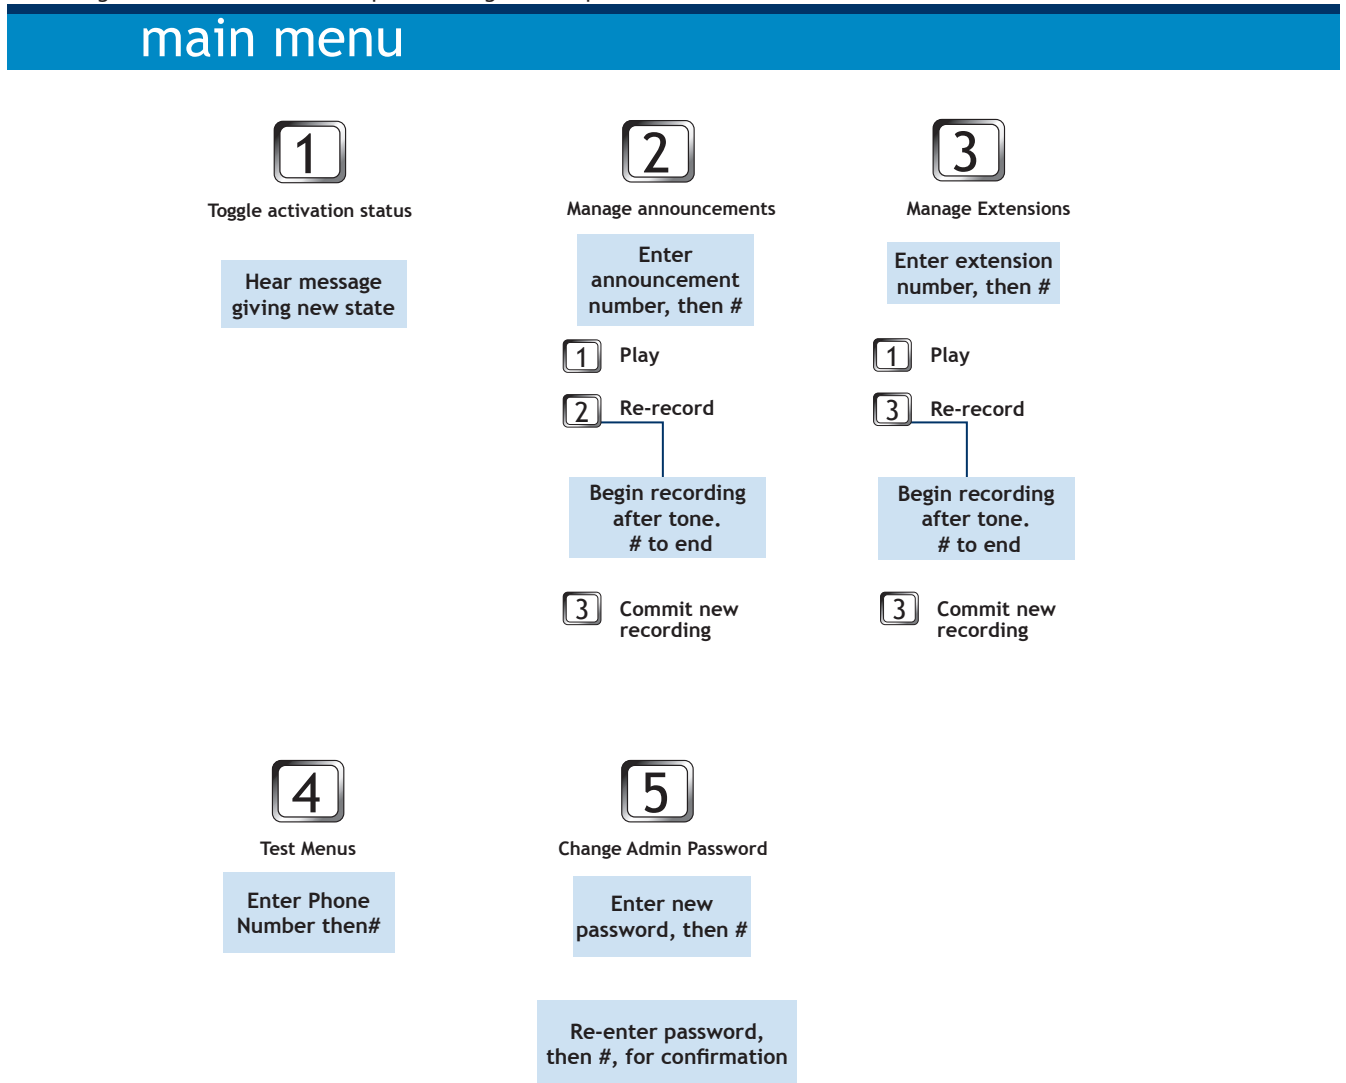 main menu
1
Toggle activation status
Hear message
giving new state
2
Manage announcements
Enter
announcement
number, then #
1 Play
2 Re-record
Begin recording
after tone.
# to end
3 Commit new
recording
3
Manage Extensions
Enter extension
number, then #
1 Play
3 Re-record
Begin recording
after tone.
# to end
3 Commit new
recording
4
Test Menus
Enter Phone
Number then#
5
Change Admin Password
Enter new
password, then #
Re-enter password,
then #, for confirmation